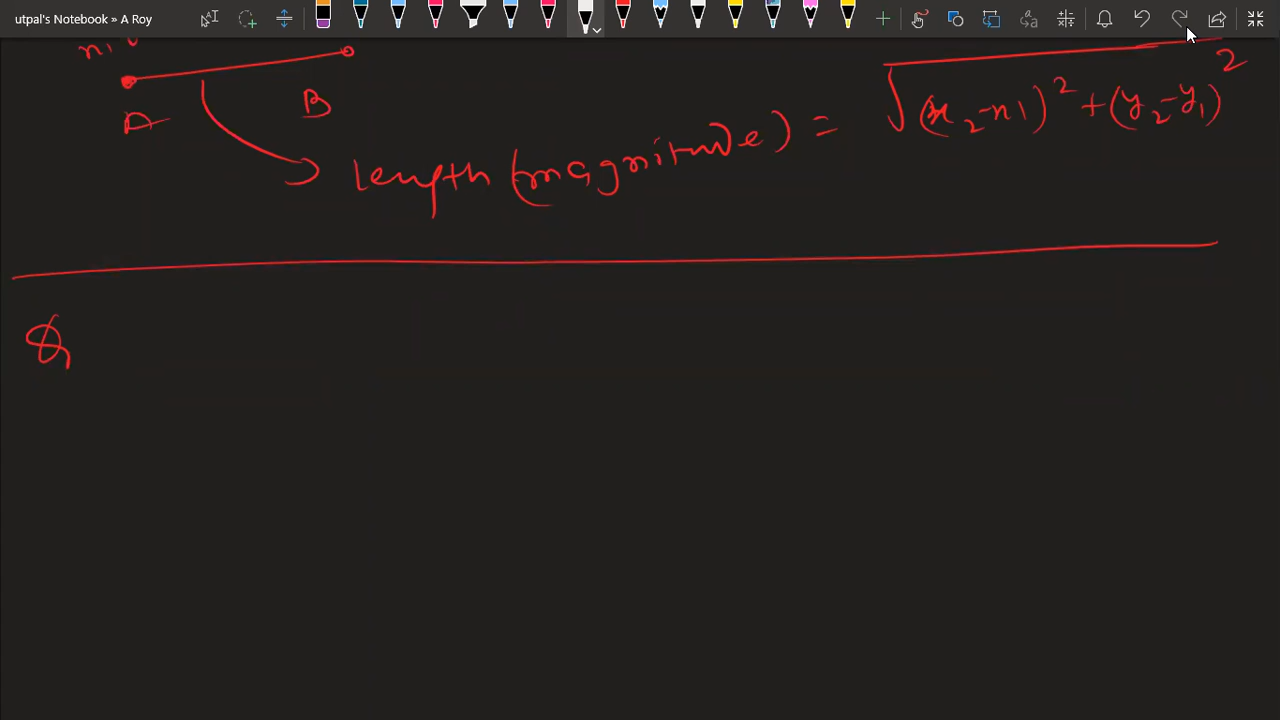 utpal's Notebook » A Roy
A B
length (magnitude) = √(x₂-x1)² + (y₂-y₁)²
Q